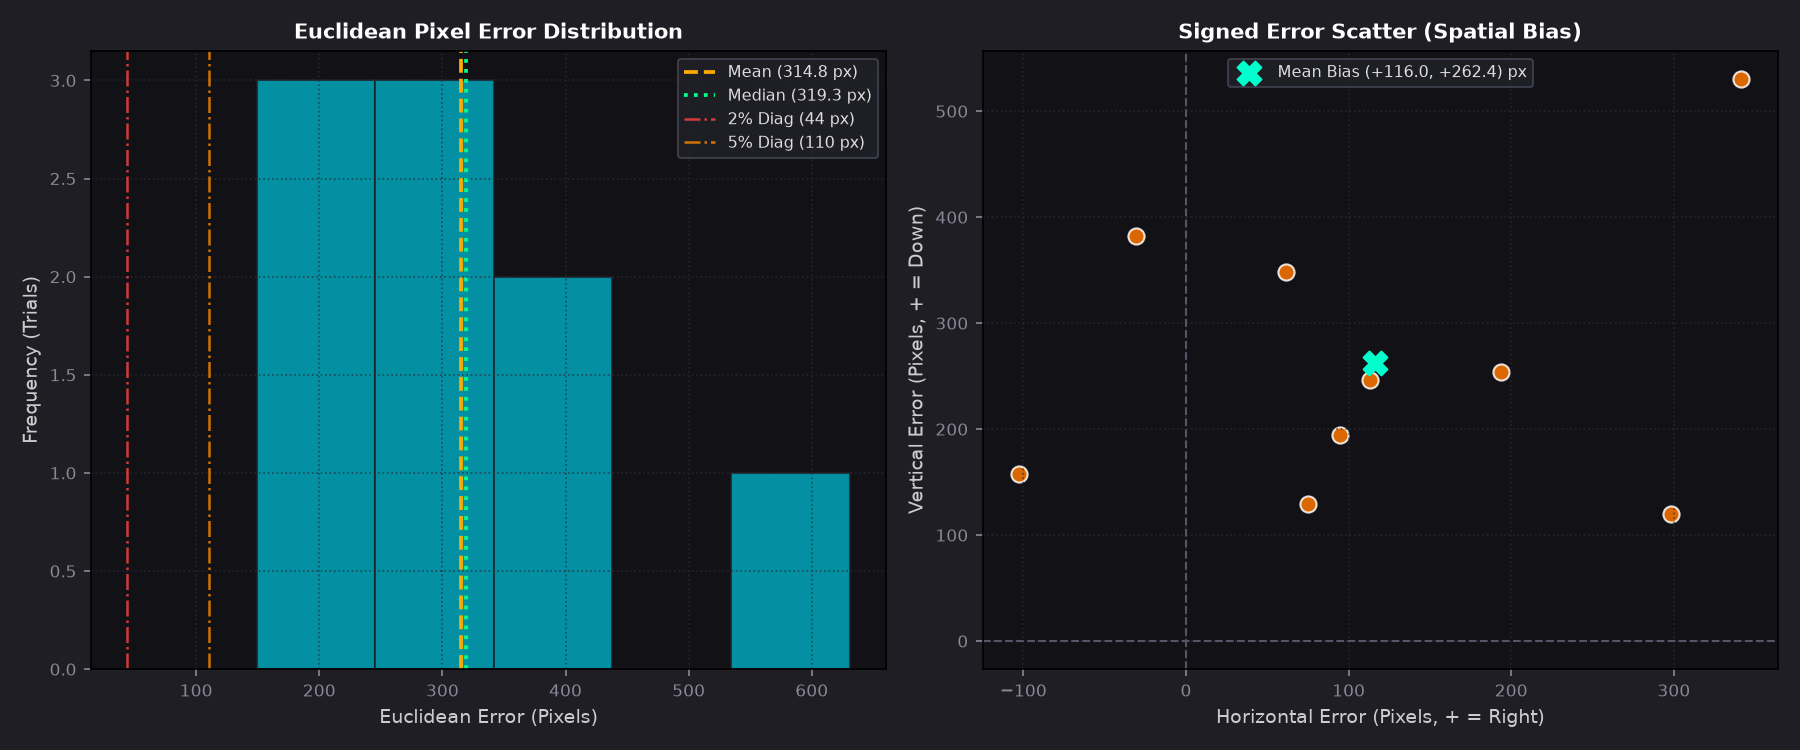 Euclidean Pixel Error Distribution
Mean (314.8 px)
Median (319.3 px)
2% Diag (44 px)
5% Diag (110 px)
Frequency (Trials)
3.0
2.5
2.0
1.5
1.0
0.5
0.0
100 200 300 400 500 600
Euclidean Error (Pixels)
Signed Error Scatter (Spatial Bias)
Mean Bias (+116.0, +262.4) px
Vertical Error (Pixels, + = Down)
500
400
300
200
100
0
−100 0 100 200 300
Horizontal Error (Pixels, + = Right)